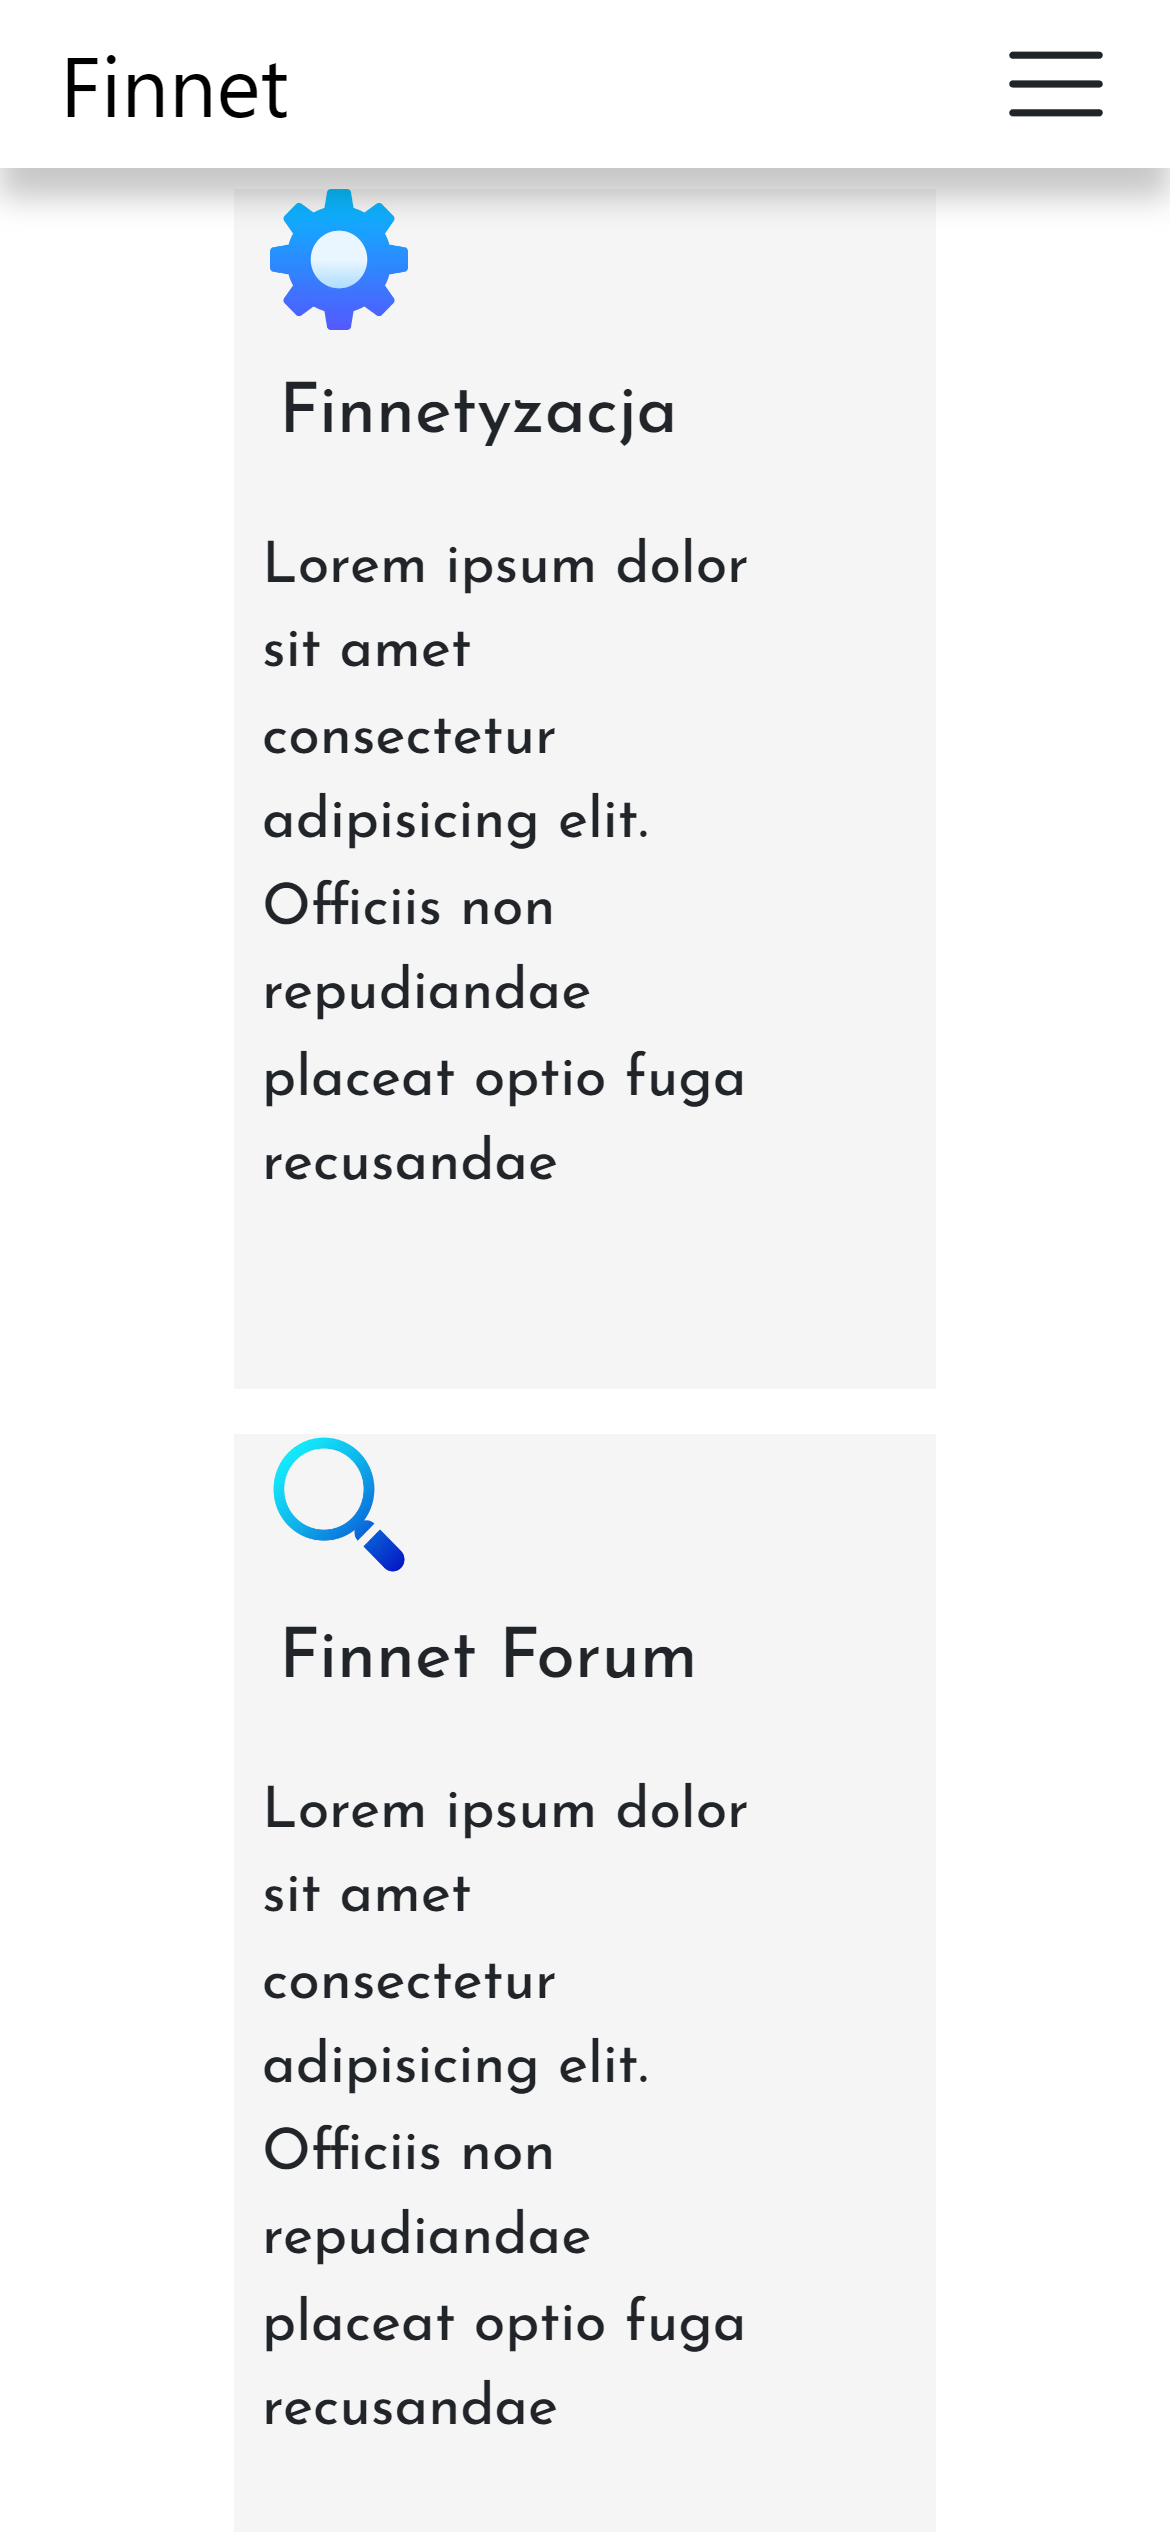 Finnet
Finnetyzacja
Lorem ipsum dolor
sit amet
consectetur
adipisicing elit.
Officiis non
repudiandae
placeat optio fuga
recusandae
Finnet Forum
Lorem ipsum dolor
sit amet
consectetur
adipisicing elit.
Officiis non
repudiandae
placeat optio fuga
recusandae